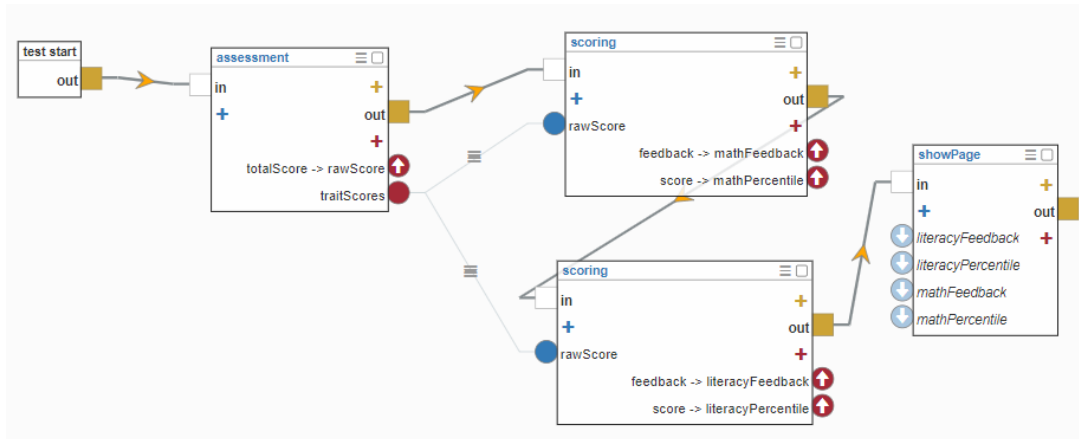 test start
out
assessment
in
out
totalScore -> rawScore
traitScores
scoring
in
out
rawScore
feedback -> mathFeedback
score -> mathPercentile
scoring
in
out
rawScore
feedback -> literacyFeedback
score -> literacyPercentile
showPage
in
out
literacyFeedback
literacyPercentile
mathFeedback
mathPercentile